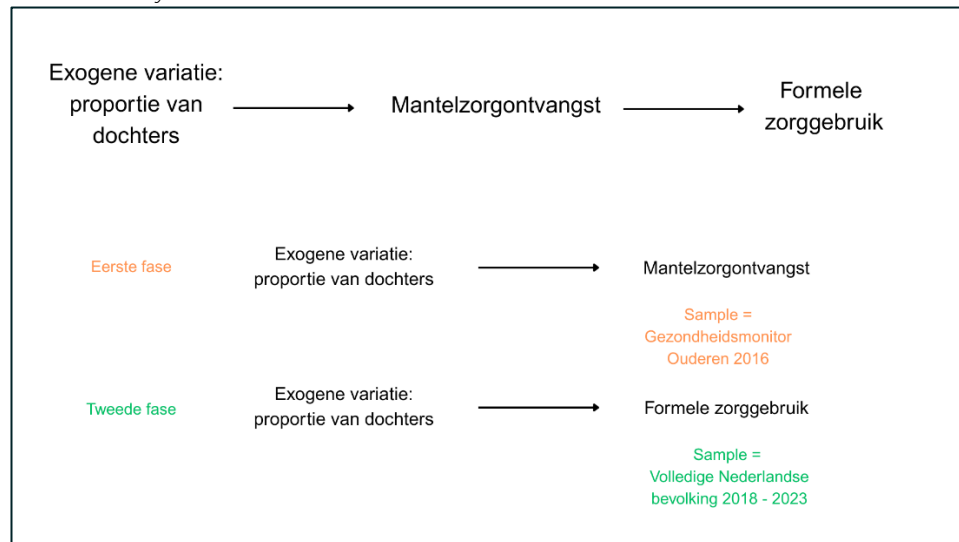 Exogene variatie:
proportie van
dochters
Mantelzorgontvangst
Formele
zorggebruik
Eerste fase
Exogene variatie:
proportie van dochters
Mantelzorgontvangst
Sample =
Gezondheidsmonitor
Ouderen 2016
Tweede fase
Exogene variatie:
proportie van dochters
Formele zorggebruik
Sample =
Volledige Nederlandse
bevolking 2018 - 2023